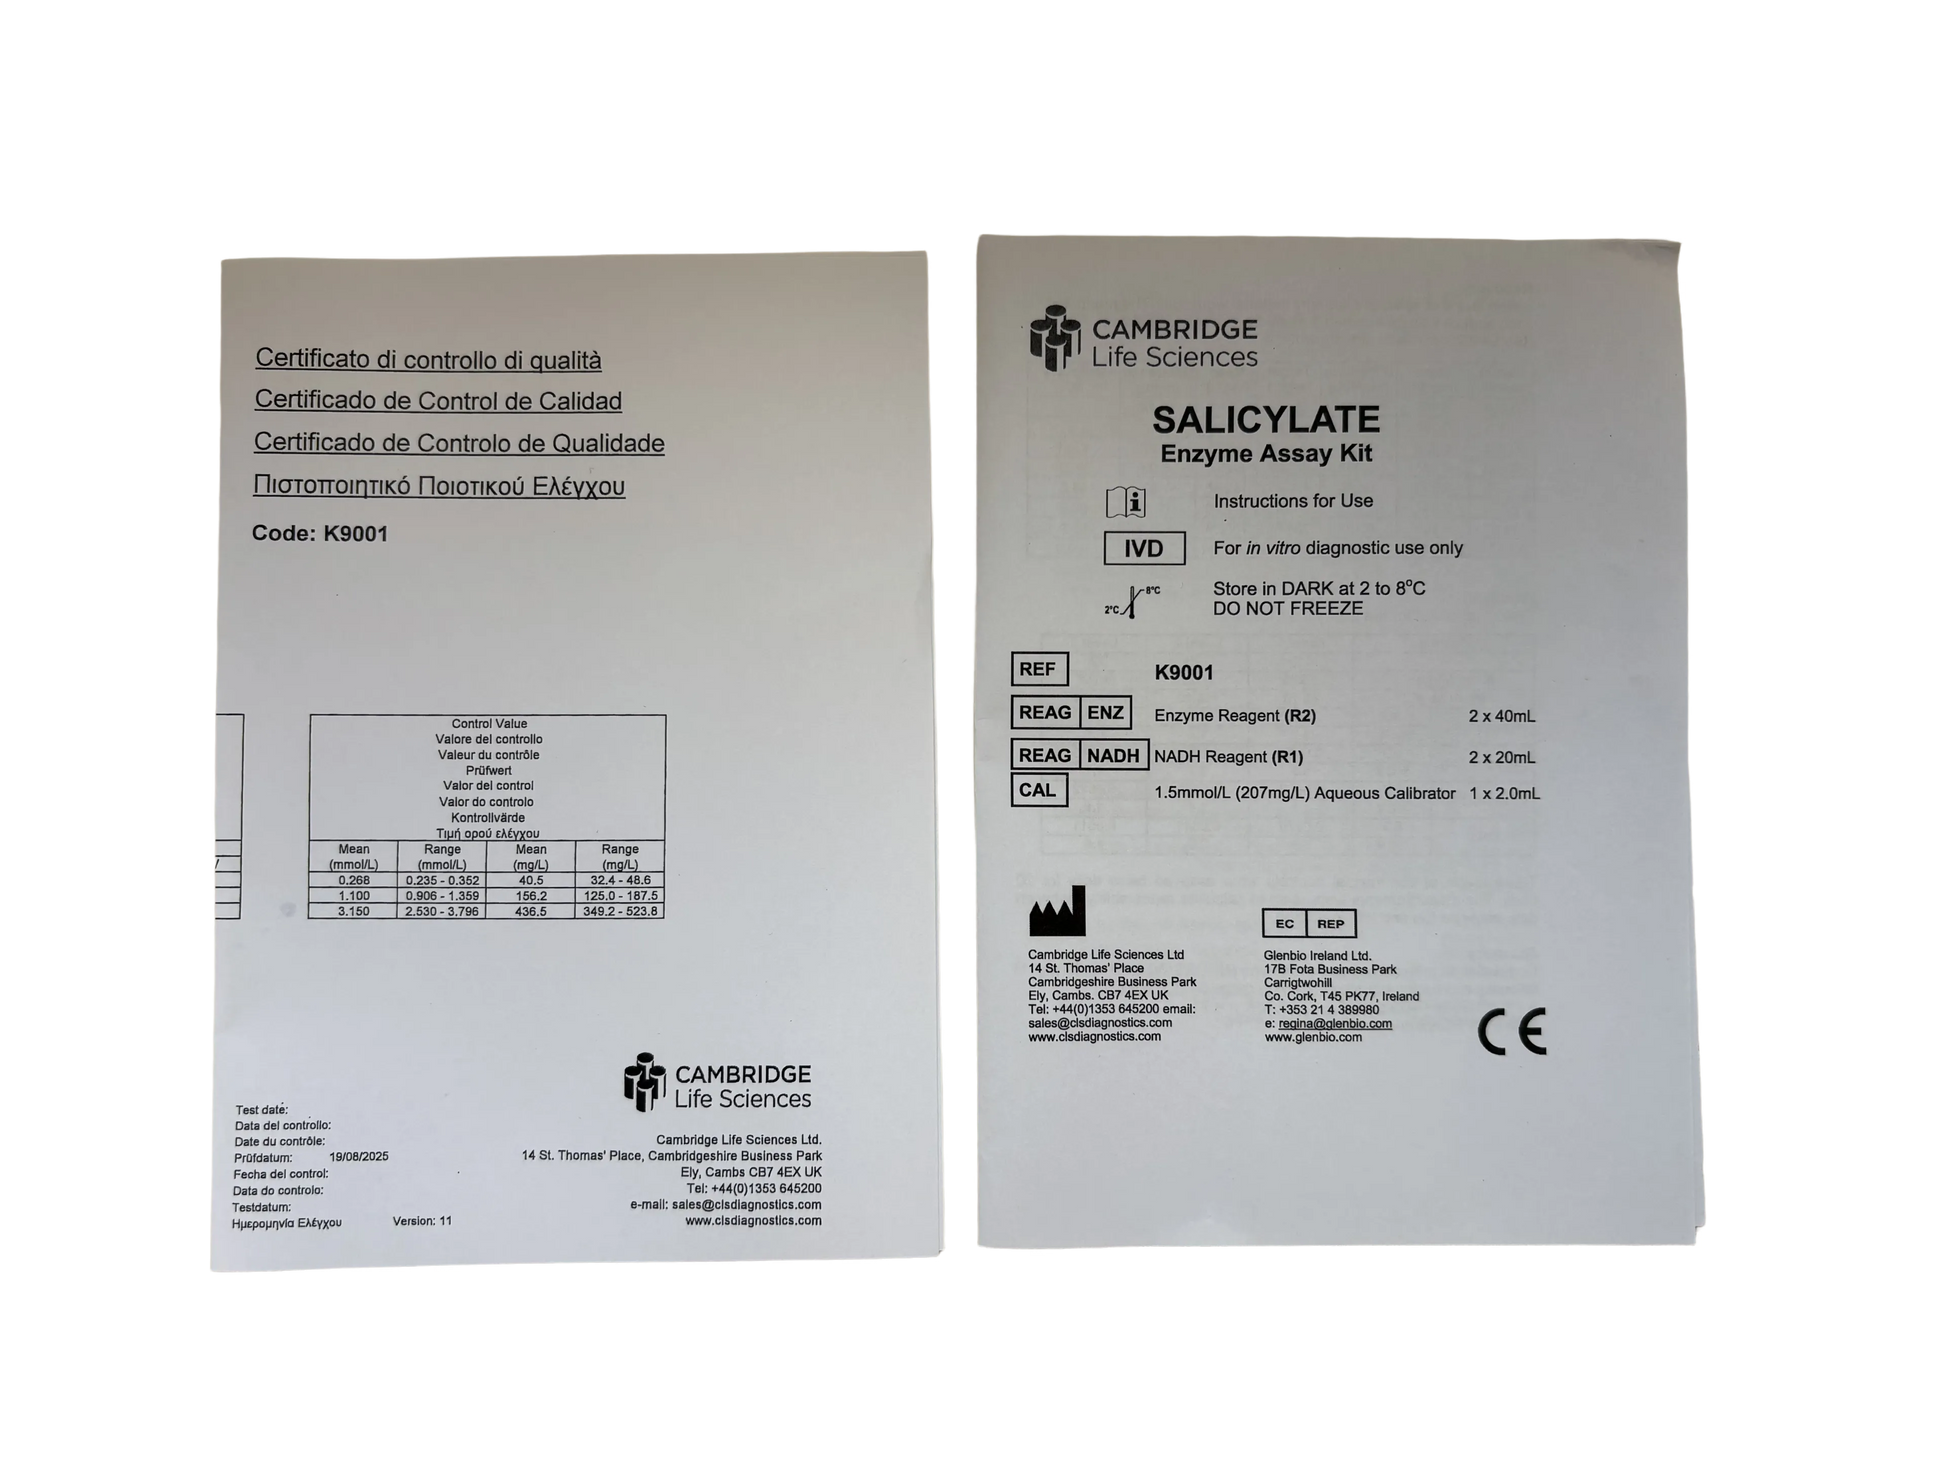 Certificato di controllo di qualità
Certificado de Control de Calidad
Certificado de Controlo de Qualidade
Πιστοποιητικό Ποιοτικού Ελέγχου
Code: K9001
Control Value
Valore del controllo
Valeur du contrôle
Prüfwert
Valor del control
Valor do controlo
Kontrollvärde
Τιμή ορού ελέγχου
Mean Range Mean Range
(mmol/L) (mmol/L) (mg/L) (mg/L)
0.268 0.235 - 0.352 40.5 32.4 - 48.6
1.100 0.906 - 1.359 156.2 125.0 - 187.5
3.150 2.530 - 3.796 436.5 349.2 - 523.8
CAMBRIDGE
Life Sciences
Test date:
Data del controllo:
Date du contrôle:
Prüfdatum: 19/08/2025
Fecha del control:
Data do controlo:
Testdatum:
Ημερομηνία Ελέγχου Version: 11
Cambridge Life Sciences Ltd.
14 St. Thomas' Place, Cambridgeshire Business Park
Ely, Cambs CB7 4EX UK
Tel: +44(0)1353 645200
e-mail: sales@clsdiagnostics.com
www.clsdiagnostics.com
CAMBRIDGE
Life Sciences
SALICYLATE
Enzyme Assay Kit
Instructions for Use
IVD For in vitro diagnostic use only
2°C 8°C Store in DARK at 2 to 8°C
DO NOT FREEZE
REF K9001
REAG ENZ Enzyme Reagent (R2) 2 x 40mL
REAG NADH NADH Reagent (R1) 2 x 20mL
CAL 1.5mmol/L (207mg/L) Aqueous Calibrator 1 x 2.0mL
Cambridge Life Sciences Ltd
14 St. Thomas' Place
Cambridgeshire Business Park
Ely, Cambs. CB7 4EX UK
Tel: +44(0)1353 645200 email:
sales@clsdiagnostics.com
www.clsdiagnostics.com
EC REP
Glenbio Ireland Ltd.
17B Fota Business Park
Carrigtwohill
Co. Cork, T45 PK77, Ireland
T: +353 21 4 389980
e: regina@glenbio.com
www.glenbio.com
CE